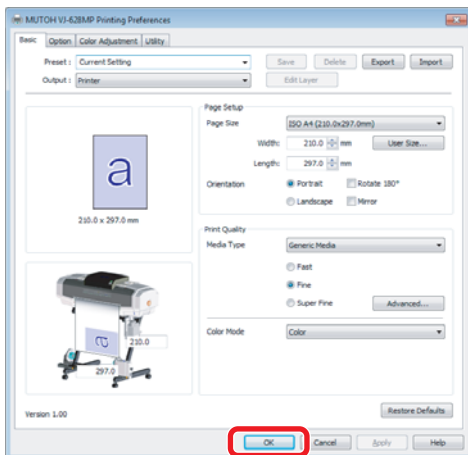 MUTOH VJ-628MP Printing Preferences
Basic Option Color Adjustment Utility
Preset : Current Setting Save Delete Export Import
Output : Printer Edit Layer
Page Setup
Page Size ISO A4 (210.0x297.0mm)
Width: 210.0 mm User Size...
Length: 297.0 mm
Orientation Portrait Rotate 180°
Landscape Mirror
a
210.0 x 297.0 mm
Print Quality
Media Type Generic Media
Fast
Fine
Super Fine Advanced...
Color Mode Color
a
210.0
297.0
Version 1.00 Restore Defaults
OK Cancel Apply Help